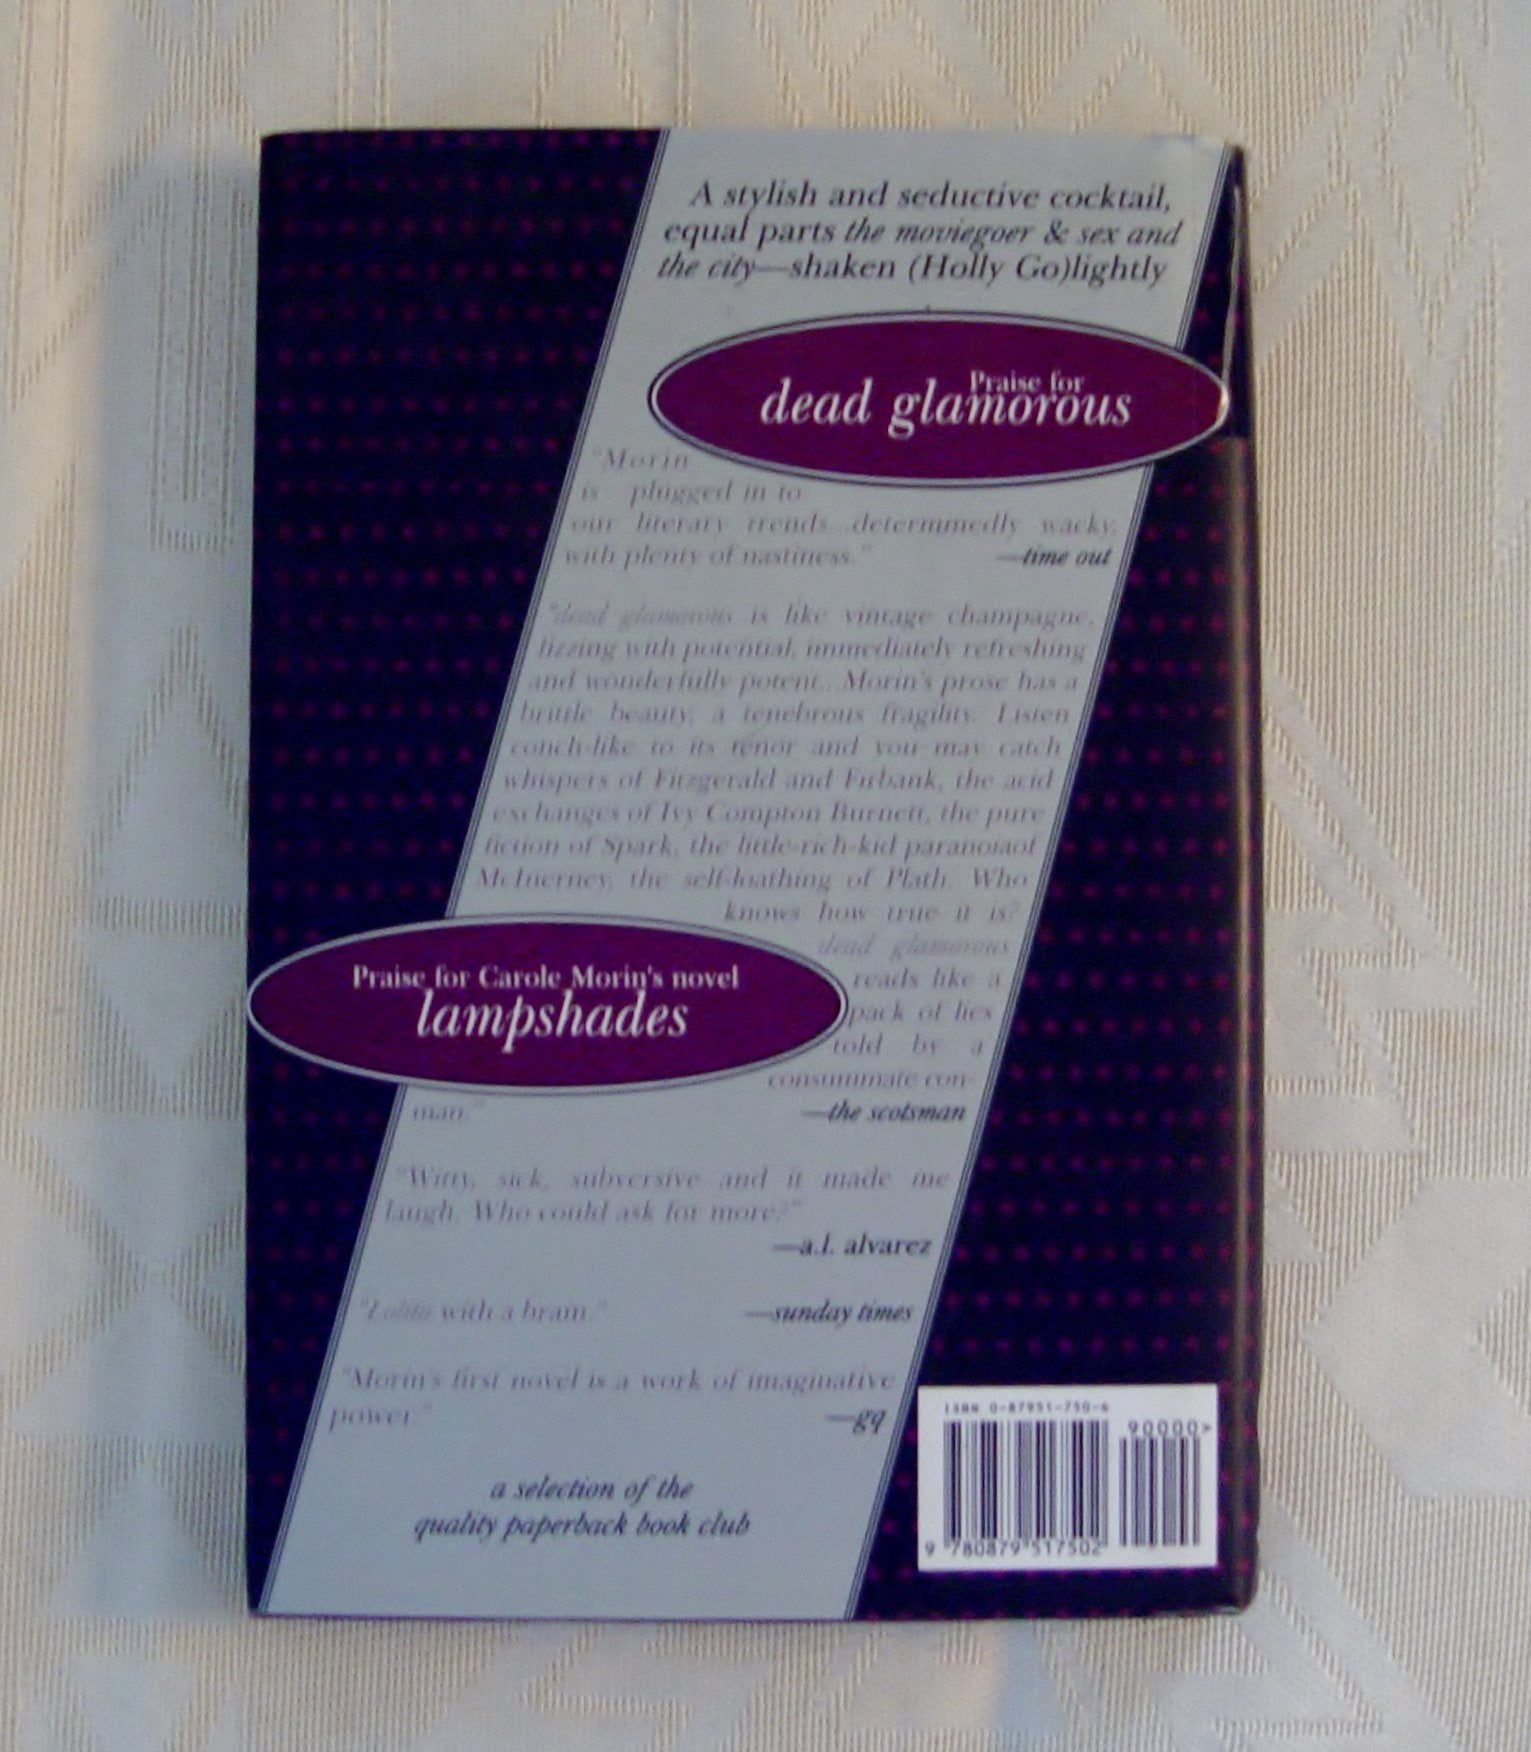 A stylish and seductive cocktail,
equal parts the moviegoer & sex and
the city—shaken (Holly Go)lightly
Praise for
dead glamorous
"Morin
is plugged in to
our literary trends...determinedly wacky,
with plenty of nastiness."
—time out
"dead glamorous is like vintage champagne,
fizzing with potential, immediately refreshing
and wonderfully potent... Morin's prose has a
brittle beauty, a tenebrous fragility. Listen
conch-like to its tenor and you may catch
whispers of Fitzgerald and Firbank, the acid
exchanges of Ivy Compton Burnett, the pure
fiction of Spark, the little-rich-kid paranoiaof
McInerney, the self-loathing of Plath. Who
knows how true it is?
dead glamorous
reads like a
pack of lies
told by a
consummate con-
man."
—the scotsman
Praise for Carole Morin's novel
lampshades
"Witty, sick, subversive and it made me
laugh. Who could ask for more?"
—a.l. alvarez
"Lolita with a brain."
—sunday times
"Morin's first novel is a work of imaginative
power."
—gq
a selection of the
quality paperback book club
ISBN 0-87951-750-6
90000>
9 780879 517502